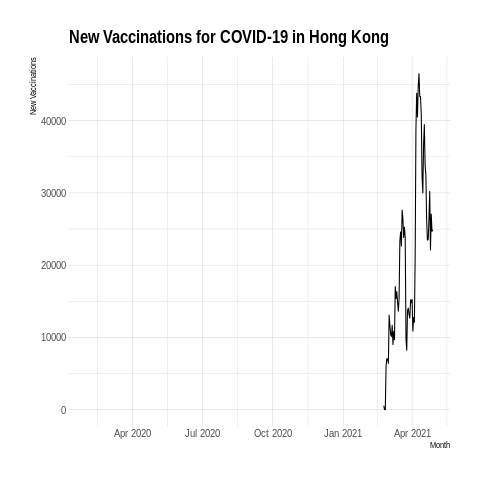 New Vaccinations for COVID-19 in Hong Kong
New Vaccinations
40000
30000
20000
10000
0
Apr 2020 Jul 2020 Oct 2020 Jan 2021 Apr 2021
Month